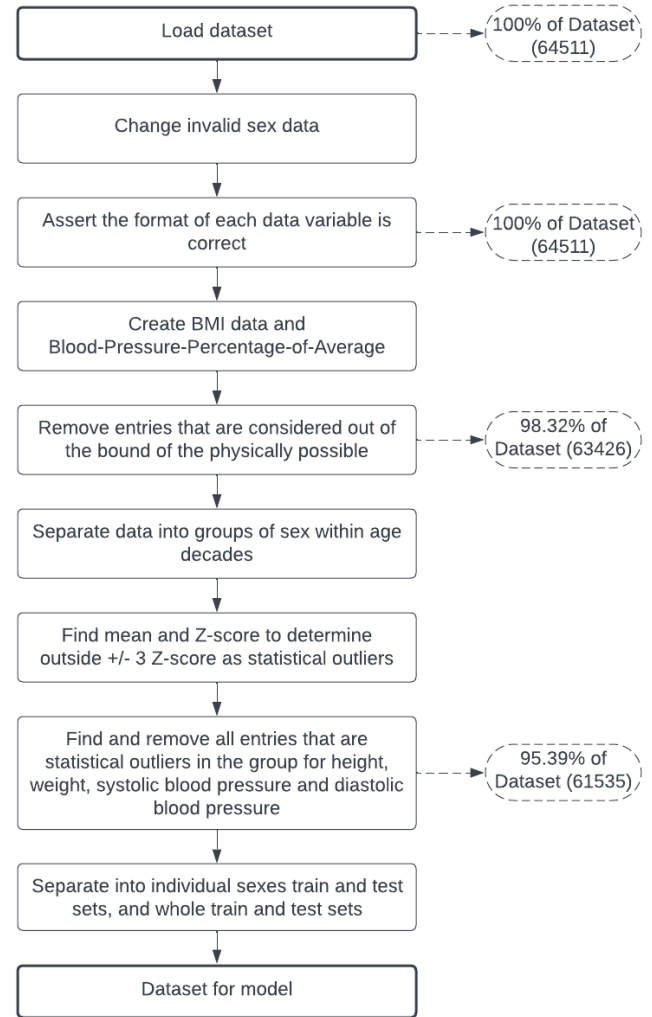 Load dataset
100% of Dataset
(64511)
Change invalid sex data
Assert the format of each data variable is
correct
100% of Dataset
(64511)
Create BMI data and
Blood-Pressure-Percentage-of-Average
Remove entries that are considered out of
the bound of the physically possible
98.32% of
Dataset (63426)
Separate data into groups of sex within age
decades
Find mean and Z-score to determine
outside +/- 3 Z-score as statistical outliers
Find and remove all entries that are
statistical outliers in the group for height,
weight, systolic blood pressure and diastolic
blood pressure
95.39% of
Dataset (61535)
Separate into individual sexes train and test
sets, and whole train and test sets
Dataset for model